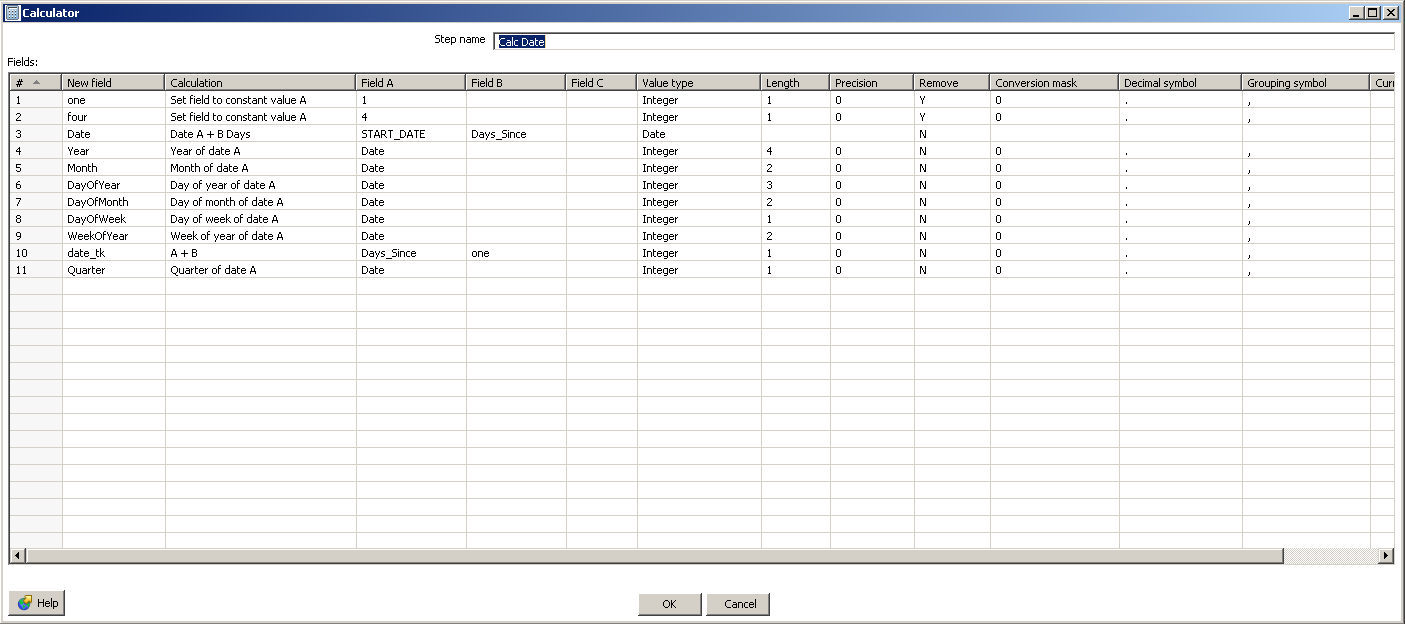 Calculator
Step name Calc Date
Fields:
# New field Calculation Field A Field B Field C Value type Length Precision Remove Conversion mask Decimal symbol Grouping symbol Curr
1 one Set field to constant value A 1 Integer 1 0 Y 0 . ,
2 four Set field to constant value A 4 Integer 1 0 Y 0 . ,
3 Date Date A + B Days START_DATE Days_Since Date N
4 Year Year of date A Date Integer 4 0 N 0 . ,
5 Month Month of date A Date Integer 2 0 N 0 . ,
6 DayOfYear Day of year of date A Date Integer 3 0 N 0 . ,
7 DayOfMonth Day of month of date A Date Integer 2 0 N 0 . ,
8 DayOfWeek Day of week of date A Date Integer 1 0 N 0 . ,
9 WeekOfYear Week of year of date A Date Integer 2 0 N 0 . ,
10 date_tk A + B Days_Since one Integer 1 0 N 0 . ,
11 Quarter Quarter of date A Date Integer 1 0 N 0 . ,
Help OK Cancel